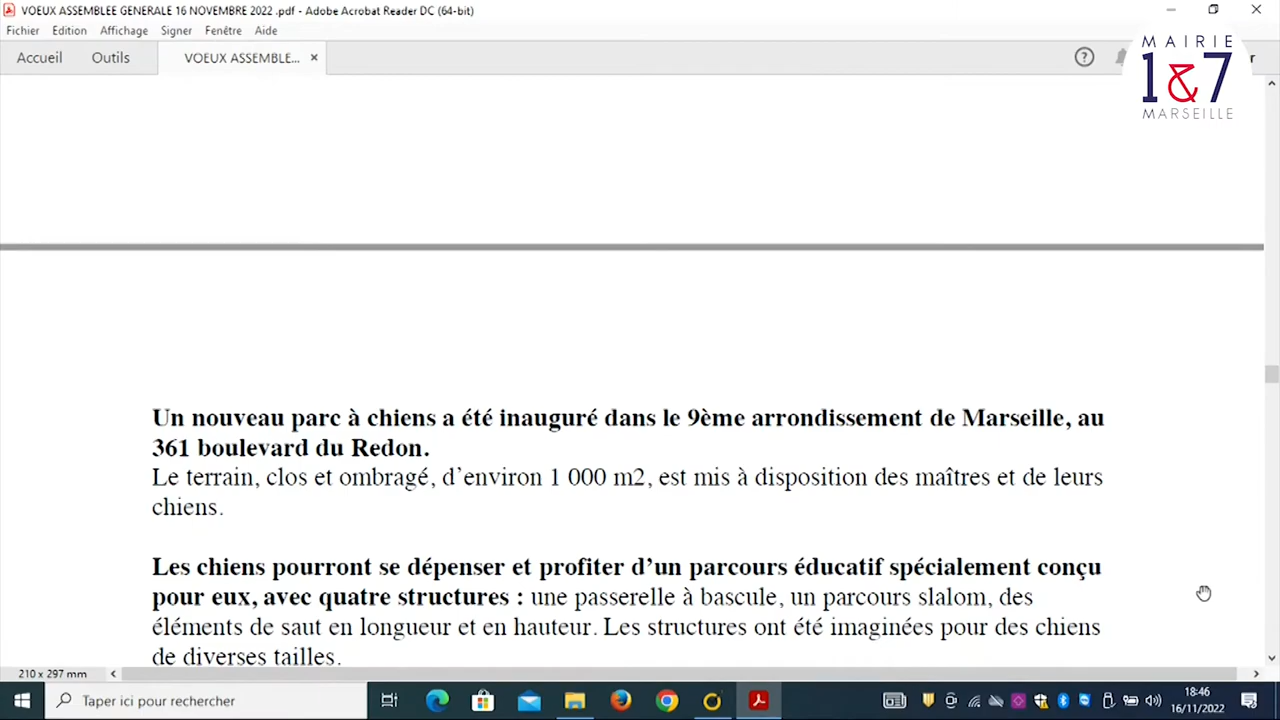 VOEUX ASSEMBLEE GENERALE 16 NOVEMBRE 2022 .pdf - Adobe Acrobat Reader DC (64-bit)
Fichier Edition Affichage Signer Fenêtre Aide
Accueil Outils VOEUX ASSEMBLE... ×
MAIRIE
1&7
MARSEILLE
Un nouveau parc à chiens a été inauguré dans le 9ème arrondissement de Marseille, au
361 boulevard du Redon.
Le terrain, clos et ombragé, d’environ 1 000 m2, est mis à disposition des maîtres et de leurs
chiens.
Les chiens pourront se dépenser et profiter d’un parcours éducatif spécialement conçu
pour eux, avec quatre structures : une passerelle à bascule, un parcours slalom, des
éléments de saut en longueur et en hauteur. Les structures ont été imaginées pour des chiens
de diverses tailles.
210 x 297 mm
Taper ici pour rechercher
18:46
16/11/2022